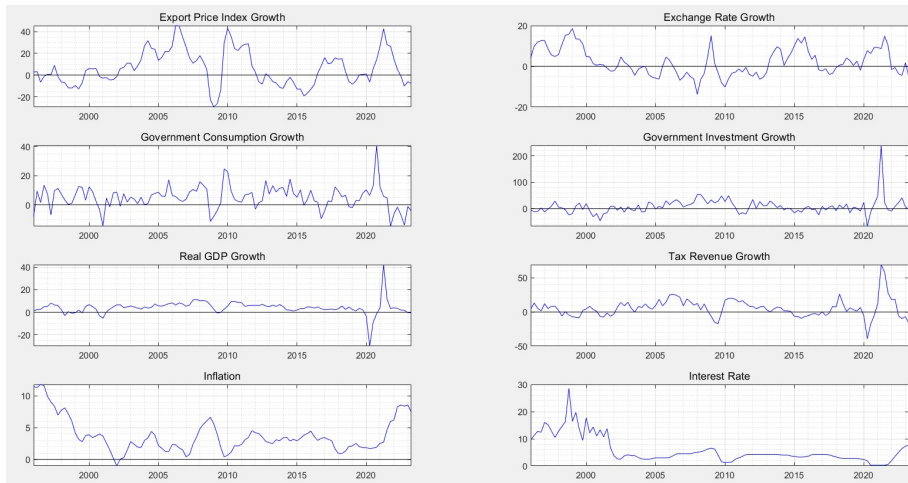 Export Price Index Growth
40
20
0
-20
2000 2005 2010 2015 2020
Exchange Rate Growth
20
0
-20
2000 2005 2010 2015 2020
Government Consumption Growth
40
20
0
2000 2005 2010 2015 2020
Government Investment Growth
200
100
0
2000 2005 2010 2015 2020
Real GDP Growth
40
20
0
-20
2000 2005 2010 2015 2020
Tax Revenue Growth
50
0
-50
2000 2005 2010 2015 2020
Inflation
10
5
0
2000 2005 2010 2015 2020
Interest Rate
30
20
10
0
2000 2005 2010 2015 2020